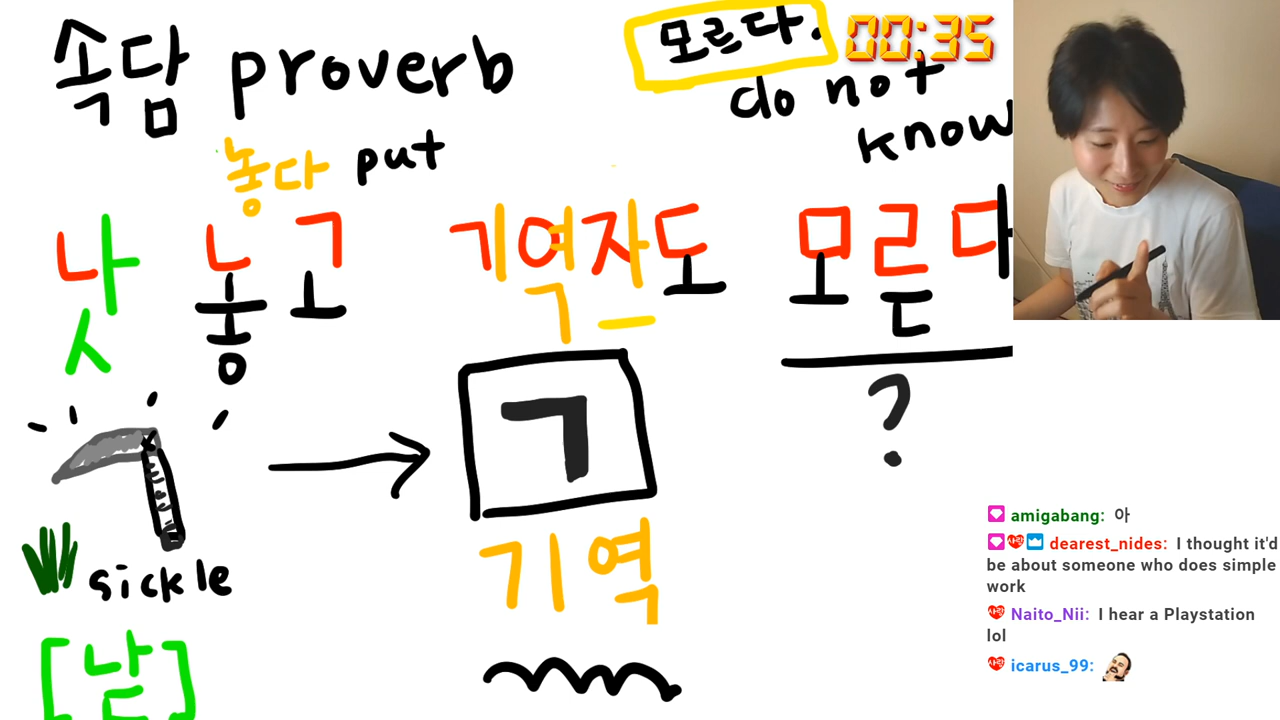 속담 proverb
모르다.
00:35
do not
know
놓다 put
낫 놓고 기역자도 모른다
ㄱ
?
기역
sickle
[낟]
amigabang: 아
dearest_nides: I thought it'd
be about someone who does simple
work
Naito_Nii: I hear a Playstation
lol
icarus_99: